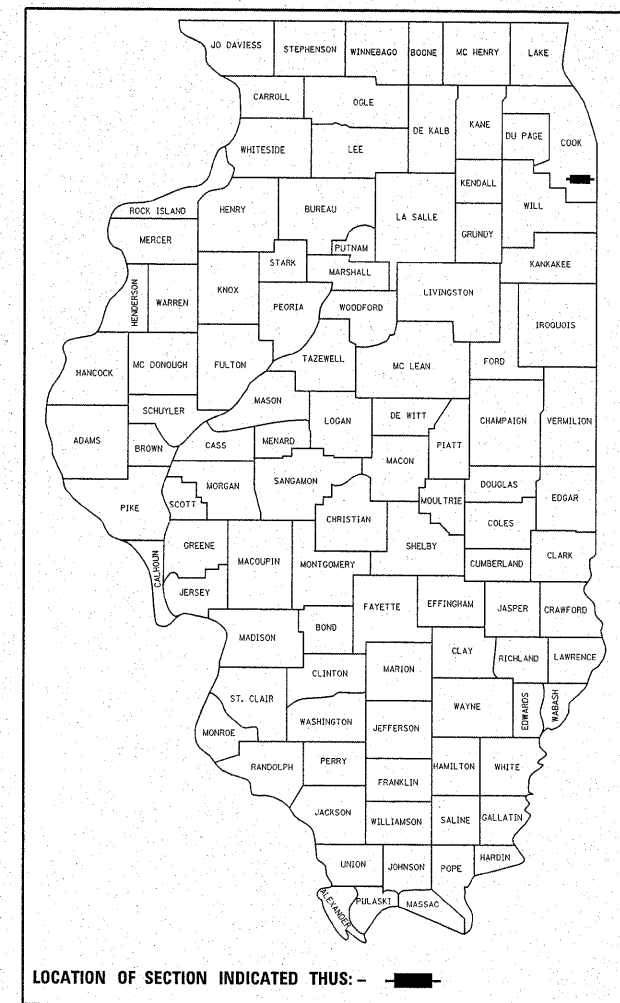 JO DAVIESS STEPHENSON WINNEBAGO BOONE MC HENRY LAKE
CARROLL OGLE DE KALB KANE DU PAGE COOK
WHITESIDE LEE
KENDALL WILL
ROCK ISLAND HENRY BUREAU LA SALLE GRUNDY
MERCER PUTNAM KANKAKEE
STARK MARSHALL
HENDERSON WARREN KNOX PEORIA WOODFORD LIVINGSTON IROQUOIS
HANCOCK MC DONOUGH FULTON TAZEWELL MC LEAN FORD
MASON
SCHUYLER LOGAN DE WITT CHAMPAIGN VERMILION
ADAMS BROWN CASS MENARD PIATT
MACON
MORGAN SANGAMON DOUGLAS EDGAR
PIKE SCOTT CHRISTIAN MOULTRIE COLES
GREENE MACOUPIN SHELBY CLARK
CALHOUN MONTGOMERY CUMBERLAND
JERSEY FAYETTE EFFINGHAM JASPER CRAWFORD
MADISON BOND
CLAY RICHLAND LAWRENCE
CLINTON MARION
ST. CLAIR WAYNE EDWARDS WABASH
WASHINGTON JEFFERSON
MONROE
RANDOLPH PERRY HAMILTON WHITE
FRANKLIN
JACKSON WILLIAMSON SALINE GALLATIN
UNION JOHNSON POPE HARDIN
ALEXANDER PULASKI MASSAC
LOCATION OF SECTION INDICATED THUS: -